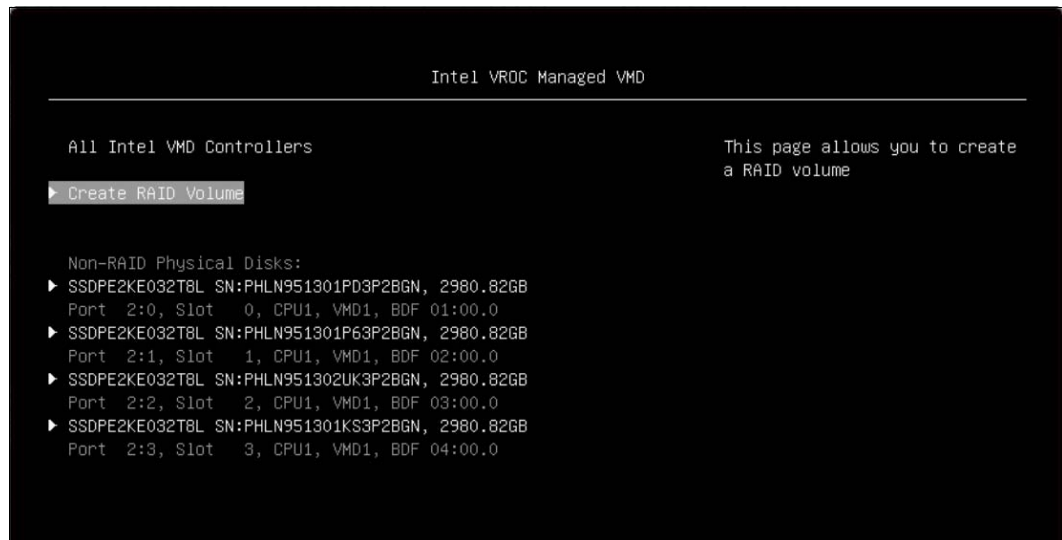 Intel VROC Managed VMD
All Intel VMD Controllers
This page allows you to create
a RAID volume
Create RAID Volume
Non-RAID Physical Disks:
SSDPE2KE032T8L SN:PHLN951301PD3P2BGN, 2980.82GB
Port 2:0, Slot 0, CPU1, VMD1, BDF 01:00.0
SSDPE2KE032T8L SN:PHLN951301P63P2BGN, 2980.82GB
Port 2:1, Slot 1, CPU1, VMD1, BDF 02:00.0
SSDPE2KE032T8L SN:PHLN951302UK3P2BGN, 2980.82GB
Port 2:2, Slot 2, CPU1, VMD1, BDF 03:00.0
SSDPE2KE032T8L SN:PHLN951301KS3P2BGN, 2980.82GB
Port 2:3, Slot 3, CPU1, VMD1, BDF 04:00.0